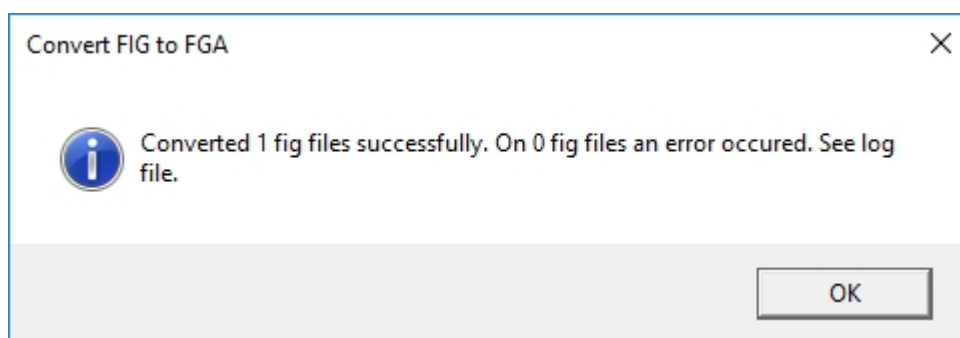 Convert FIG to FGA
Converted 1 fig files successfully. On 0 fig files an error occured. See log
file.
OK